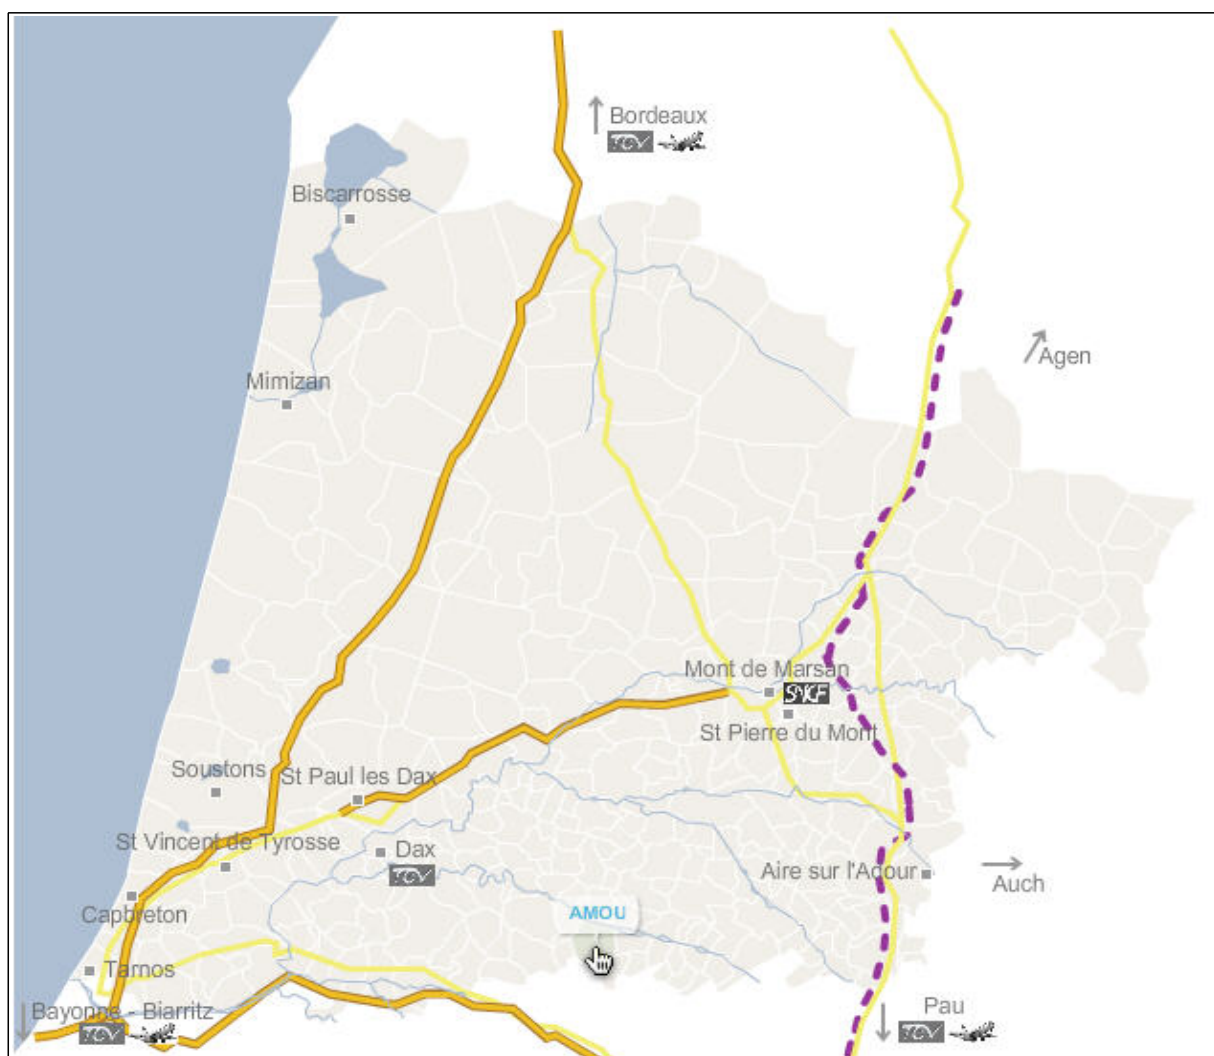 Bordeaux
TGV
Biscarrosse
Agen
Mimizan
Mont de Marsan
SNCF
St Pierre du Mont
Soustons
St Paul les Dax
St Vincent de Tyrosse
Dax
TGV
Aire sur l'Adour
Auch
Capbreton
AMOU
Tarnos
Bayonne - Biarritz
TGV
Pau
TGV